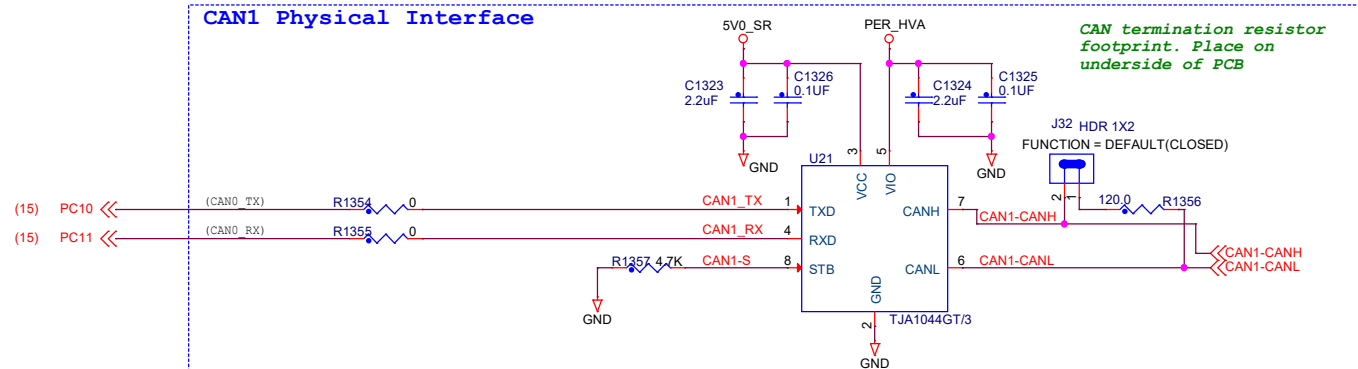 CAN1 Physical Interface
5V0_SR
PER_HVA
CAN termination resistor
footprint. Place on
underside of PCB
C1323
2.2uF
C1326
0.1UF
C1324
2.2uF
C1325
0.1UF
J32 HDR 1X2
FUNCTION = DEFAULT(CLOSED)
GND
GND
U21
3
5
VCC
VIO
2
1
(15) PC10
(CAN0_TX)
R1354
0
CAN1_TX
1
TXD
CANH
7
CAN1-CANH
120.0
R1356
(15) PC11
(CAN0_RX)
R1355
0
CAN1_RX
4
RXD
CAN1-CANH
R1357 4.7K
CAN1-S
8
STB
CANL
6
CAN1-CANL
CAN1-CANL
GND
GND
2
TJA1044GT/3
GND